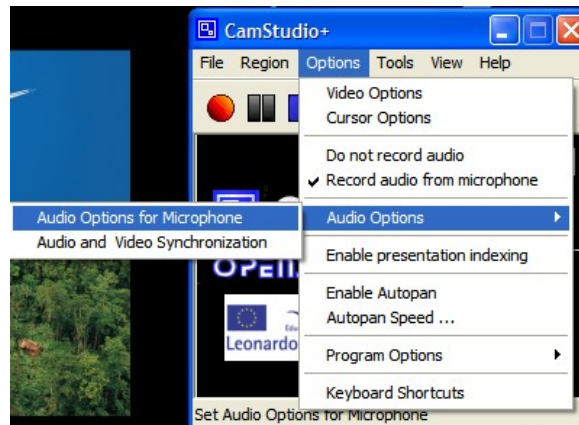 CamStudio+
File Region Options Tools View Help
Video Options
Cursor Options
Do not record audio
Record audio from microphone
Audio Options
Audio Options for Microphone
Audio and Video Synchronization
Enable presentation indexing
Enable Autopan
Autopan Speed ...
Program Options
Keyboard Shortcuts
Leonardo
Set Audio Options for Microphone